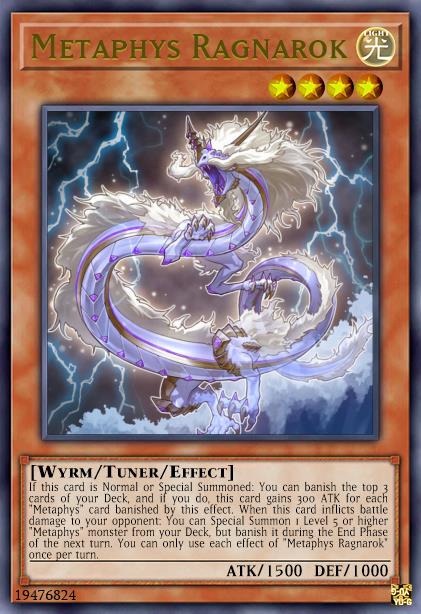 METAPHYS RAGNAROK
LIGHT
光
[WYRM/TUNER/EFFECT]
If this card is Normal or Special Summoned: You can banish the top 3
cards of your Deck, and if you do, this card gains 300 ATK for each
"Metaphys" card banished by this effect. When this card inflicts battle
damage to your opponent: You can Special Summon 1 Level 5 or higher
"Metaphys" monster from your Deck, but banish it during the End Phase
of the next turn. You can only use each effect of "Metaphys Ragnarok"
once per turn.
ATK/1500 DEF/1000
19476824